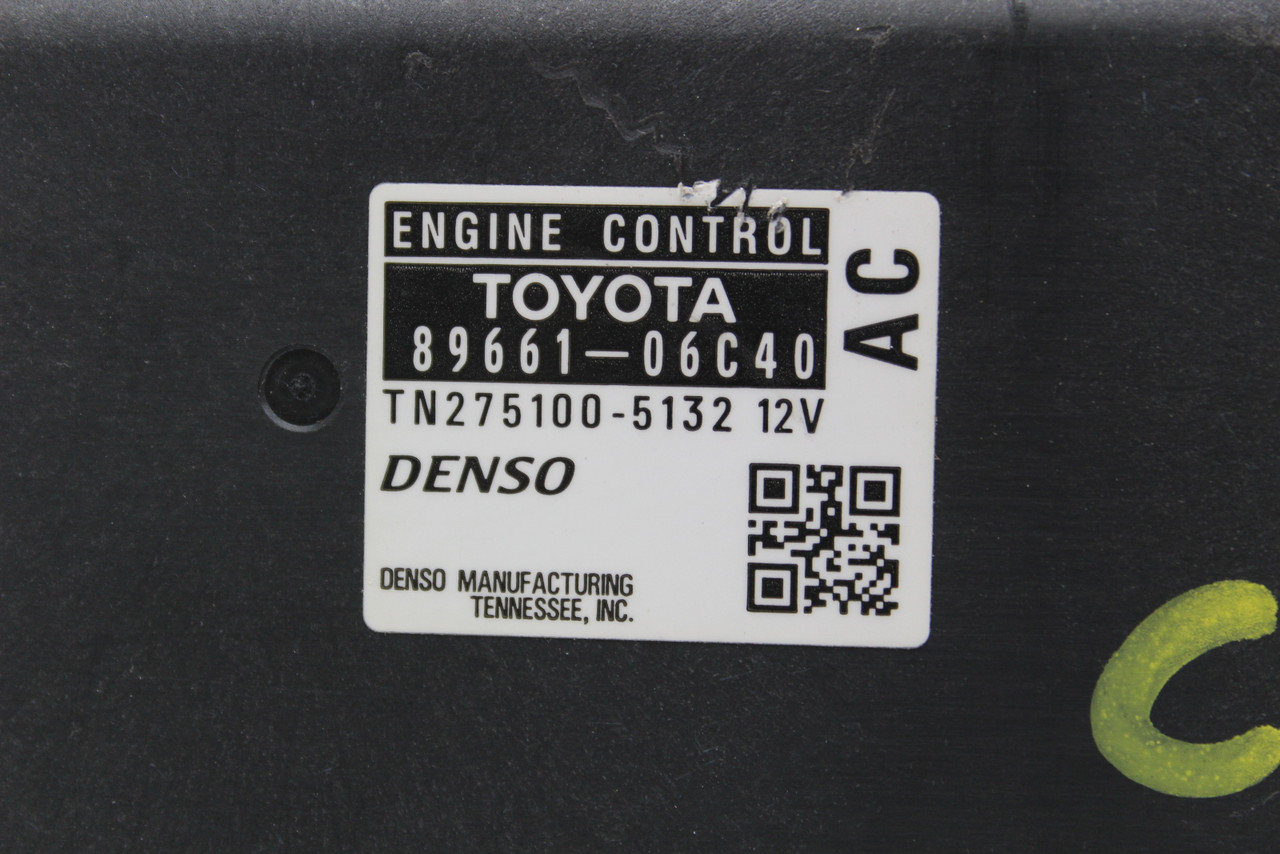 ENGINE CONTROL
TOYOTA
89661-06C40
AC
TN275100-5132 12V
DENSO
DENSO MANUFACTURING
TENNESSEE, INC.
C